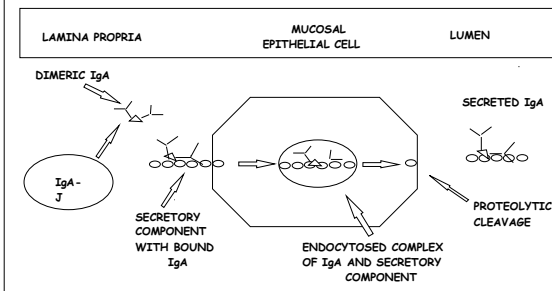 LAMINA PROPRIA
MUCOSAL
EPITHELIAL CELL
LUMEN
DIMERIC IgA
SECRETED IgA
IgA-
J
SECRETORY
COMPONENT
WITH BOUND
IgA
ENDOCYTOSED COMPLEX
OF IgA AND SECRETORY
COMPONENT
PROTEOLYTIC
CLEAVAGE